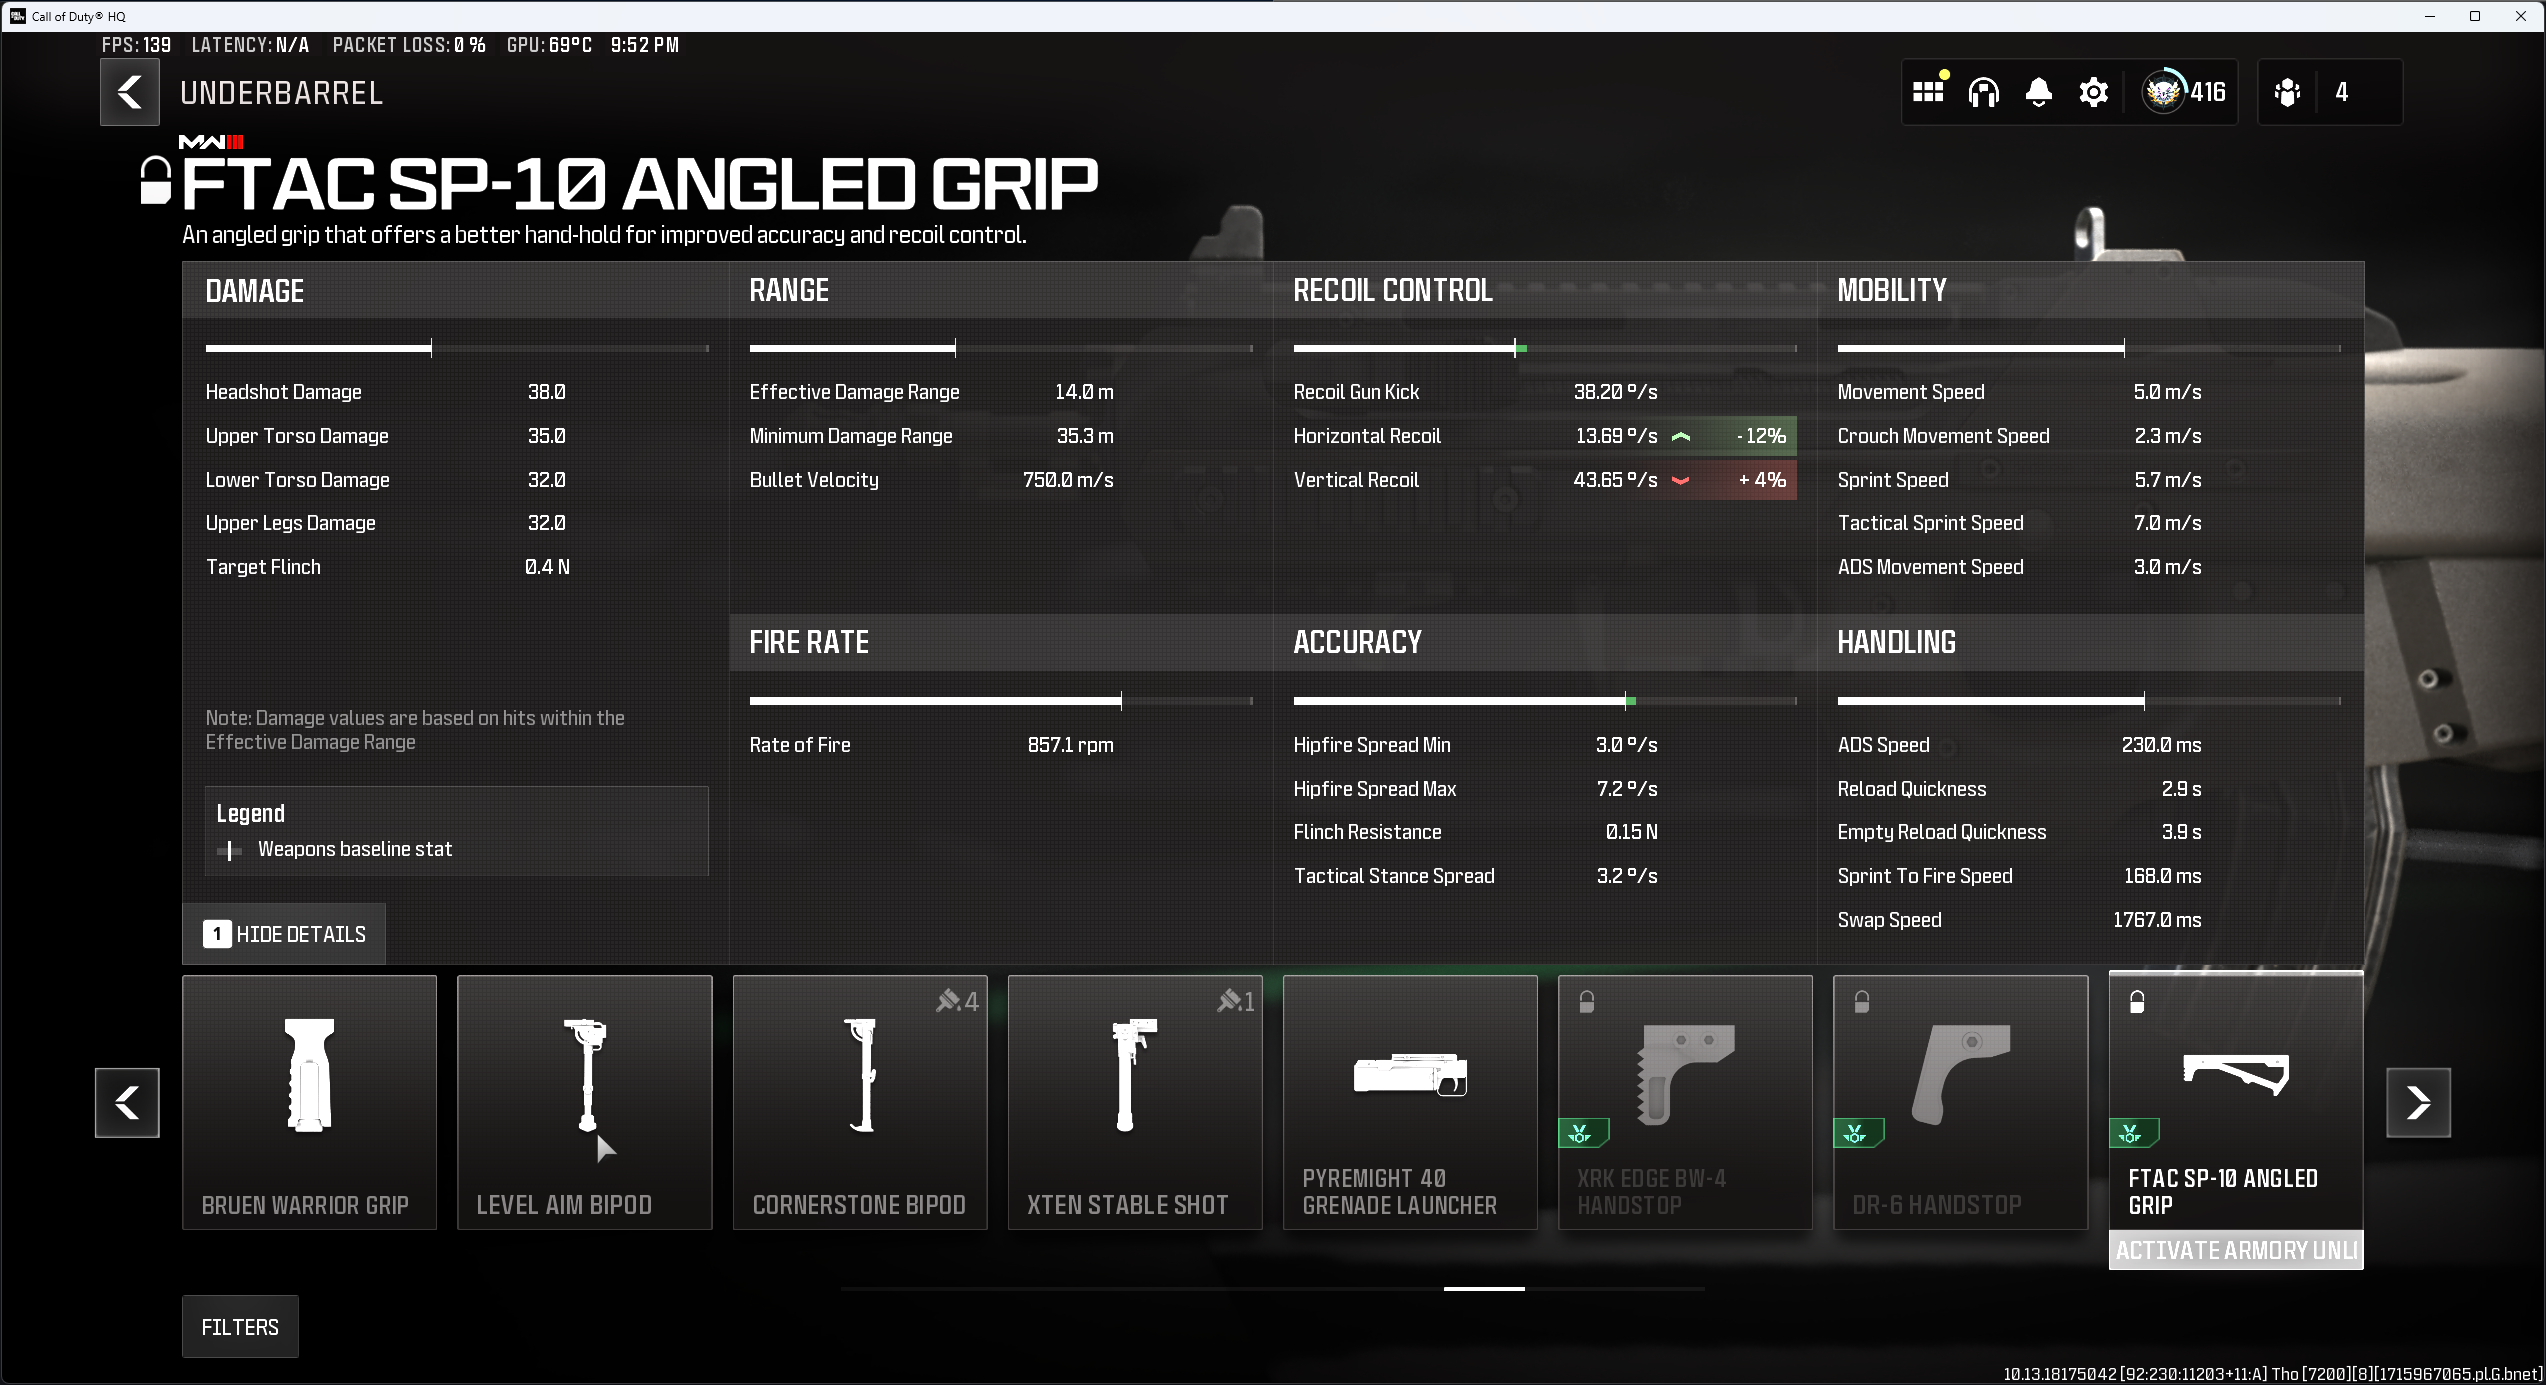 Call of Duty® HQ
FPS: 139 LATENCY: N/A PACKET LOSS: 0 % GPU: 69°C 9:52 PM
UNDERBARREL
416
4
MWIII
FTAC SP-10 ANGLED GRIP
An angled grip that offers a better hand-hold for improved accuracy and recoil control.
DAMAGE
Headshot Damage 38.0
Upper Torso Damage 35.0
Lower Torso Damage 32.0
Upper Legs Damage 32.0
Target Flinch 0.4 N
Note: Damage values are based on hits within the
Effective Damage Range
Legend
Weapons baseline stat
1 HIDE DETAILS
RANGE
Effective Damage Range 14.0 m
Minimum Damage Range 35.3 m
Bullet Velocity 750.0 m/s
FIRE RATE
Rate of Fire 857.1 rpm
RECOIL CONTROL
Recoil Gun Kick 38.20 °/s
Horizontal Recoil 13.69 °/s - 12%
Vertical Recoil 43.65 °/s + 4%
ACCURACY
Hipfire Spread Min 3.0 °/s
Hipfire Spread Max 7.2 °/s
Flinch Resistance 0.15 N
Tactical Stance Spread 3.2 °/s
MOBILITY
Movement Speed 5.0 m/s
Crouch Movement Speed 2.3 m/s
Sprint Speed 5.7 m/s
Tactical Sprint Speed 7.0 m/s
ADS Movement Speed 3.0 m/s
HANDLING
ADS Speed 230.0 ms
Reload Quickness 2.9 s
Empty Reload Quickness 3.9 s
Sprint To Fire Speed 168.0 ms
Swap Speed 1767.0 ms
BRUEN WARRIOR GRIP
LEVEL AIM BIPOD
4
CORNERSTONE BIPOD
1
XTEN STABLE SHOT
PYREMIGHT 40
GRENADE LAUNCHER
XRK EDGE BW-4
HANDSTOP
DR-6 HANDSTOP
FTAC SP-10 ANGLED
GRIP
ACTIVATE ARMORY UNL
FILTERS
10.13.18175042 [92:230:11203+11:A] Tho [7200][8][1715967065.pl.G.bnet]